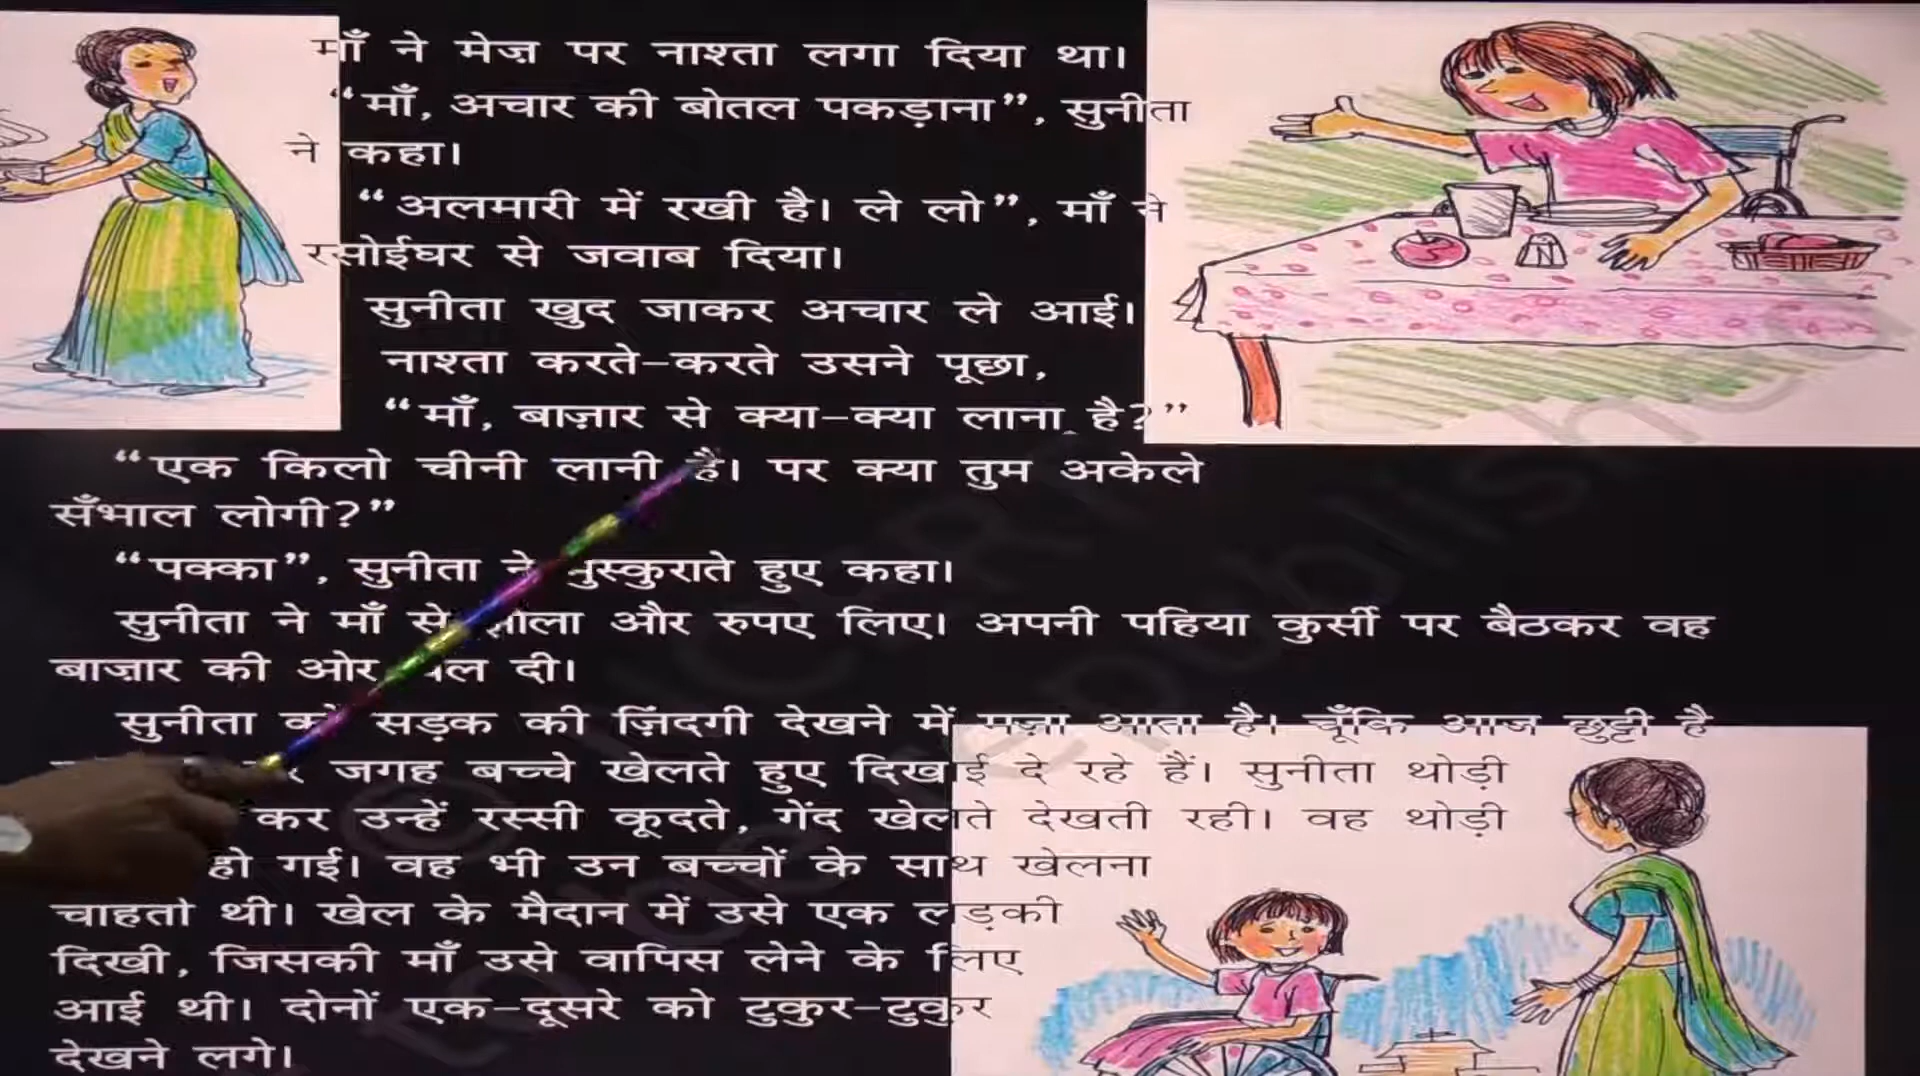 माँ ने मेज़ पर नाश्ता लगा दिया था।
“माँ, अचार की बोतल पकड़ाना”, सुनीता
ने कहा।
“अलमारी में रखी है। ले लो”, माँ ने
रसोईघर से जवाब दिया।
सुनीता खुद जाकर अचार ले आई।
नाश्ता करते–करते उसने पूछा,
“माँ, बाज़ार से क्या–क्या लाना है?”
“एक किलो चीनी लानी है। पर क्या तुम अकेले
सँभाल लोगी?”
“पक्का”, सुनीता ने मुस्कुराते हुए कहा।
सुनीता ने माँ से झोला और रुपए लिए। अपनी पहिया कुर्सी पर बैठकर वह
बाज़ार की ओर चल दी।
सुनीता को सड़क की ज़िंदगी देखने में मज़ा आता है। चूँकि आज छुट्टी है
जगह बच्चे खेलते हुए दिखाई दे रहे हैं। सुनीता थोड़ी
कर उन्हें रस्सी कूदते, गेंद खेलते देखती रही। वह थोड़ी
हो गई। वह भी उन बच्चों के साथ खेलना
चाहती थी। खेल के मैदान में उसे एक लड़की
दिखी, जिसकी माँ उसे वापिस लेने के लिए
आई थी। दोनों एक–दूसरे को टुकुर–टुकुर
देखने लगे।